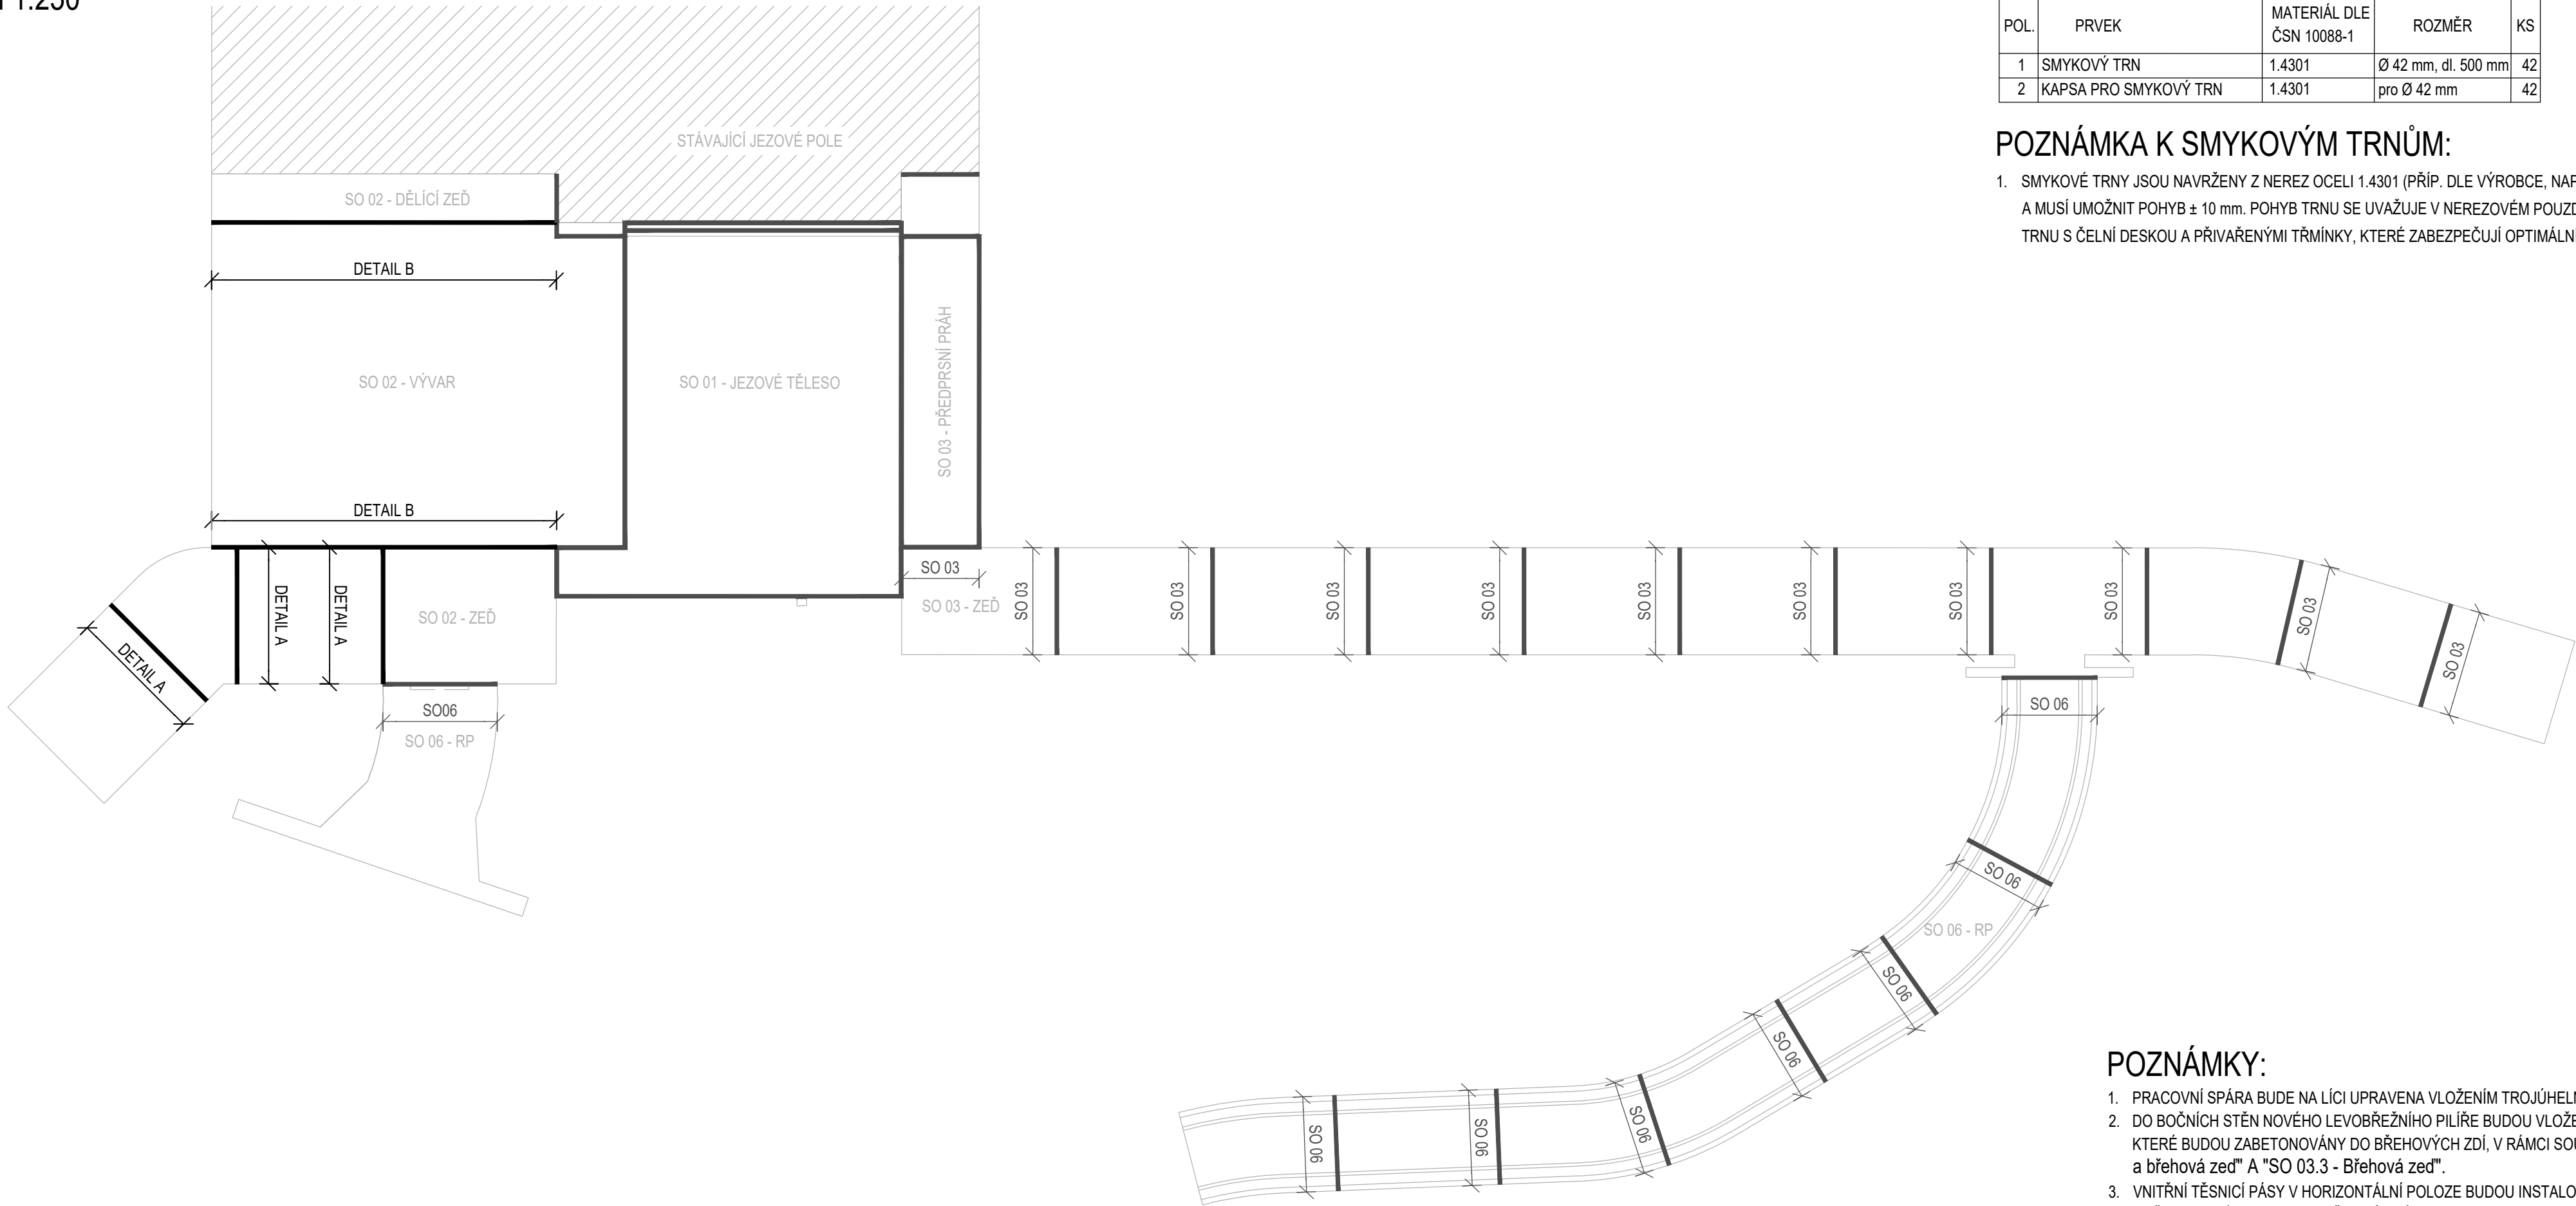 1:250
POL. PRVEK MATERIÁL DLE ČSN 10088-1 ROZMĚR KS
1 SMYKOVÝ TRN 1.4301 Ø 42 mm, dl. 500 mm 42
2 KAPSA PRO SMYKOVÝ TRN 1.4301 pro Ø 42 mm 42
POZNÁMKA K SMYKOVÝM TRNŮM:
1. SMYKOVÉ TRNY JSOU NAVRŽENY Z NEREZ OCELI 1.4301 (PŘÍP. DLE VÝROBCE,
A MUSÍ UMOŽNIT POHYB ± 10 mm. POHYB TRNU SE UVAŽUJE V NEREZOVÉM
TRNU S ČELNÍ DESKOU A PŘIVAŘENÝMI TŘMÍNKY, KTERÉ ZABEZPEČUJÍ
STÁVAJÍCÍ JEZOVÉ POLE
SO 02 - DĚLÍCÍ ZEĎ
DETAIL B
SO 02 - VÝVAR
SO 01 - JEZOVÉ TĚLESO
SO 03 - PŘEDPRSNÍ PRÁH
DETAIL B
DETAIL A
DETAIL A
DETAIL A
SO 02 - ZEĎ
SO06
SO 06 - RP
SO 03
SO 03 - ZEĎ
SO 03
SO 03
SO 03
SO 03
SO 03
SO 03
SO 03
SO 03
SO 03
SO 03
SO 06
SO 06
SO 06 - RP
SO 06
SO 06
SO 06
SO 06
SO 06
POZNÁMKY:
1. PRACOVNÍ SPÁRA BUDE NA LÍCI UPRAVENA VLOŽENÍM
2. DO BOČNÍCH STĚN NOVÉHO LEVOBŘEŽNÍHO PILÍŘE BUDOU
KTERÉ BUDOU ZABETONOVÁNY DO BŘEHOVÝCH ZDÍ, V RÁMCI
a břehová zeď" A "SO 03.3 - Břehová zeď".
3. VNITŘNÍ TĚSNICÍ PÁSY V HORIZONTÁLNÍ POLOZE BUDOU